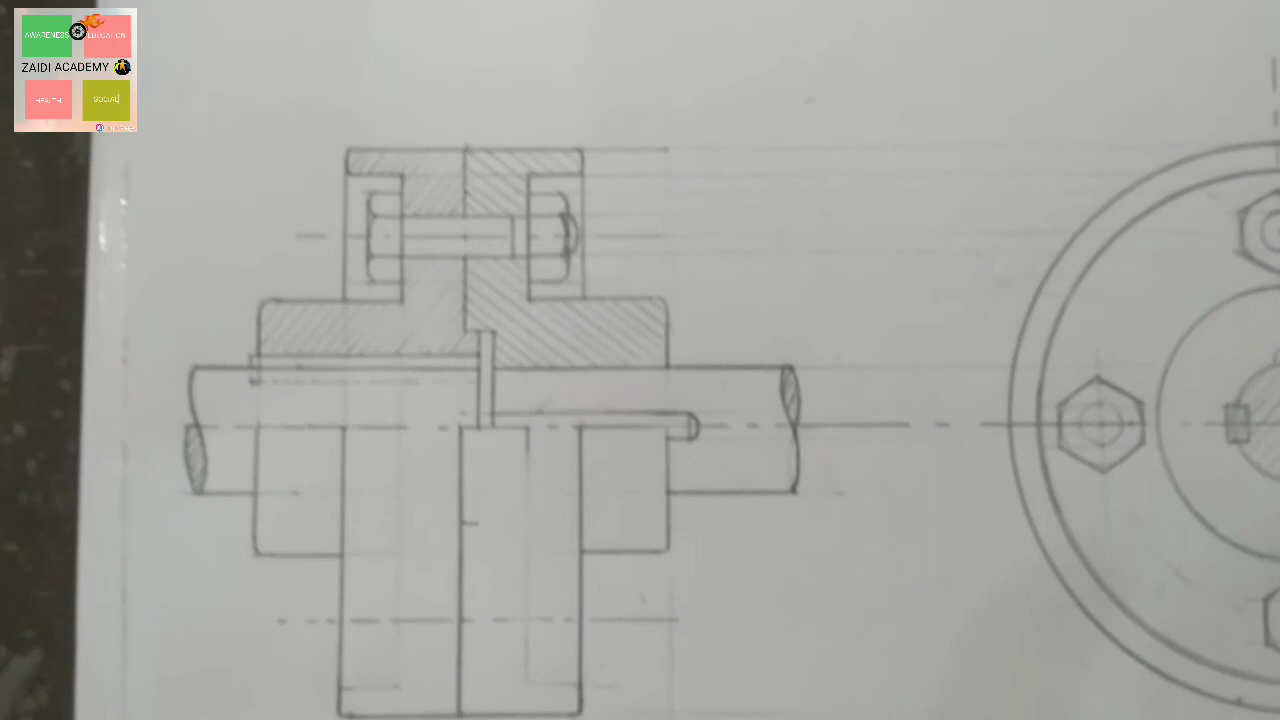 AWARENESS
EDUCATION
ZAIDI ACADEMY
HEALTH
SOCIAL